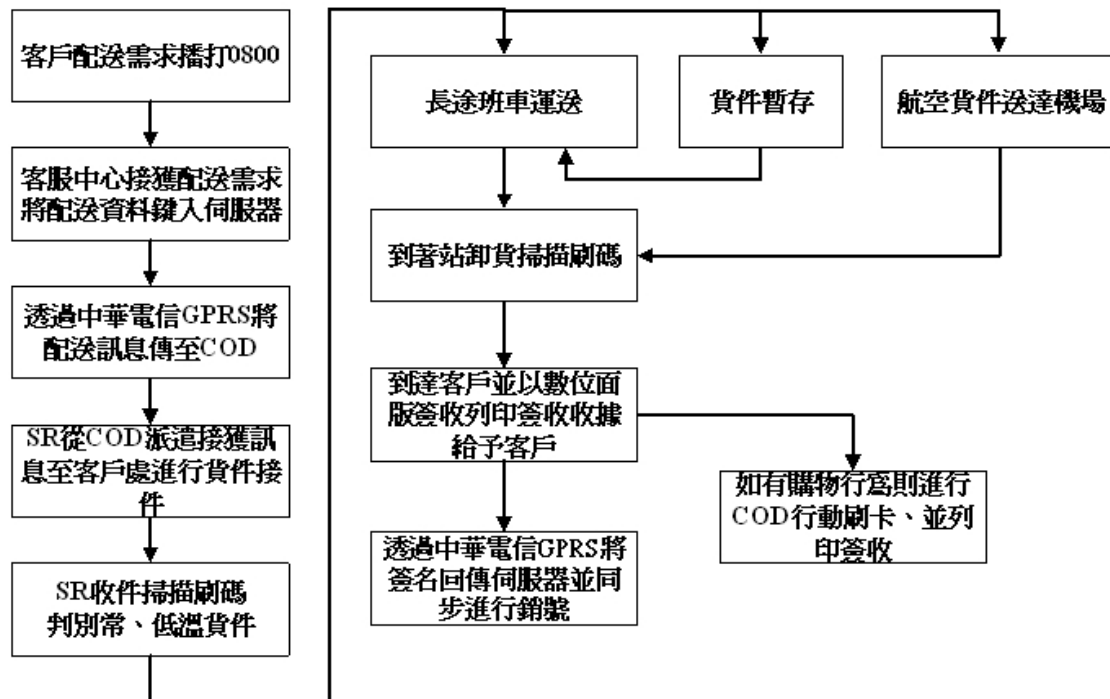 客戶配送需求播打0800
客服中心接獲配送需求
將配送資料鍵入伺服器
透過中華電信GPRS將
配送訊息傳至COD
SR從COD派遣接獲訊
息至客戶處進行貨件接
件
SR收件掃描刷碼
判別常、低溫貨件
長途班車運送
貨件暫存
航空貨件送達機場
到著站卸貨掃描刷碼
到達客戶並以數位面
版簽收列印簽收收據
給予客戶
如有購物行為則進行
COD行動刷卡、並列
印簽收
透過中華電信GPRS將
簽名回傳伺服器並同
步進行銷號